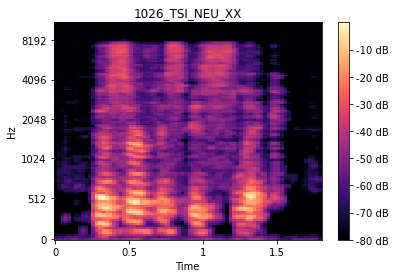 1026_TSI_NEU_XX
8192
4096
2048
1024
512
0
Hz
0
0.5
1
1.5
Time
-10 dB
-20 dB
-30 dB
-40 dB
-50 dB
-60 dB
-70 dB
-80 dB